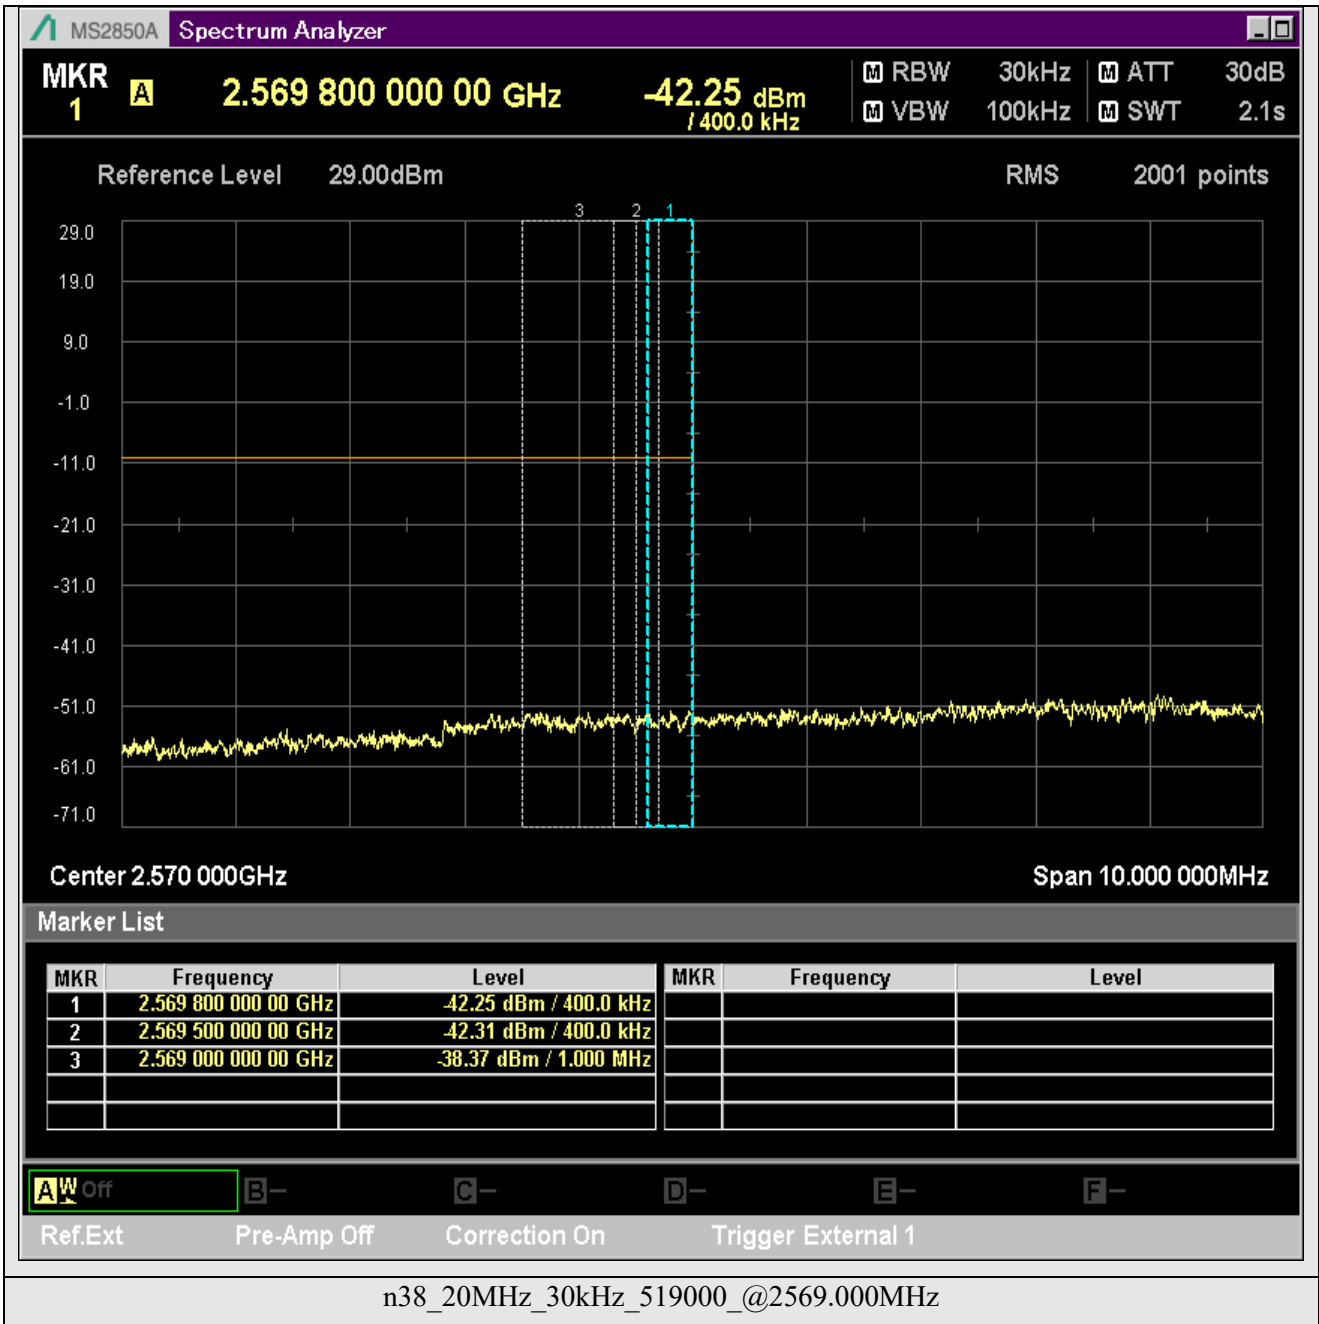 MS2850A Spectrum Analyzer
MKR 1 A 2.569 800 000 00 GHz -42.25 dBm / 400.0 kHz
M RBW 30kHz M ATT 30dB
M VBW 100kHz M SWT 2.1s
Reference Level 29.00dBm RMS 2001 points
3 2 1
29.0
19.0
9.0
-1.0
-11.0
-21.0
-31.0
-41.0
-51.0
-61.0
-71.0
Center 2.570 000GHz Span 10.000 000MHz
Marker List
MKR Frequency Level MKR Frequency Level
1 2.569 800 000 00 GHz -42.25 dBm / 400.0 kHz
2 2.569 500 000 00 GHz -42.31 dBm / 400.0 kHz
3 2.569 000 000 00 GHz -38.37 dBm / 1.000 MHz
A W Off B - C - D - E - F -
Ref.Ext Pre-Amp Off Correction On Trigger External 1
n38_20MHz_30kHz_519000_@2569.000MHz